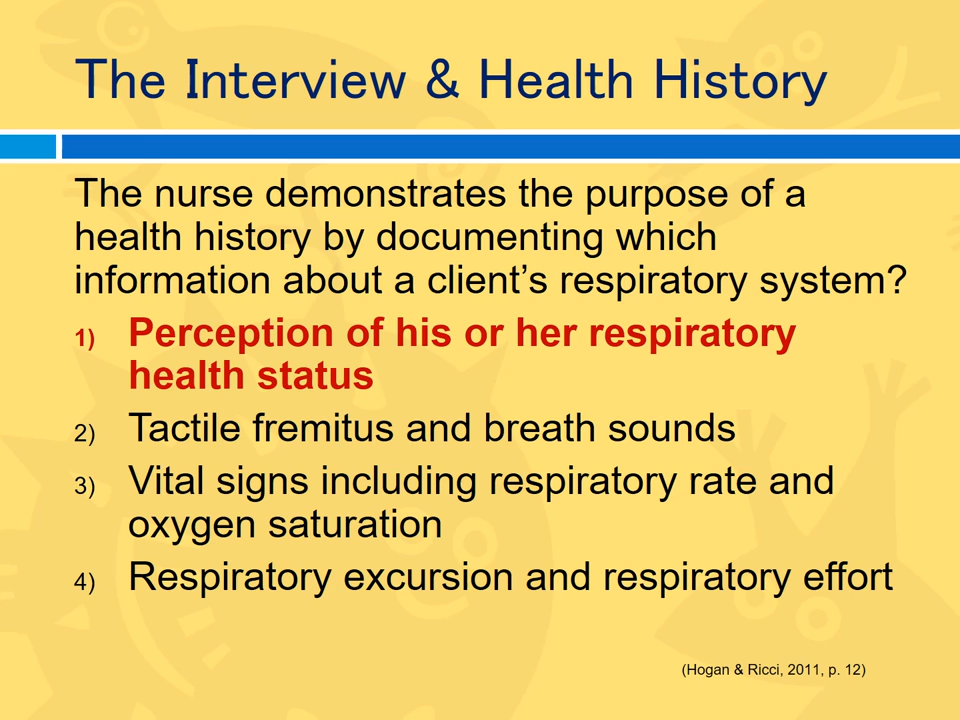 The Interview & Health History
The nurse demonstrates the purpose of a
health history by documenting which
information about a client’s respiratory system?
1) Perception of his or her respiratory
health status
2) Tactile fremitus and breath sounds
3) Vital signs including respiratory rate and
oxygen saturation
4) Respiratory excursion and respiratory effort
(Hogan & Ricci, 2011, p. 12)